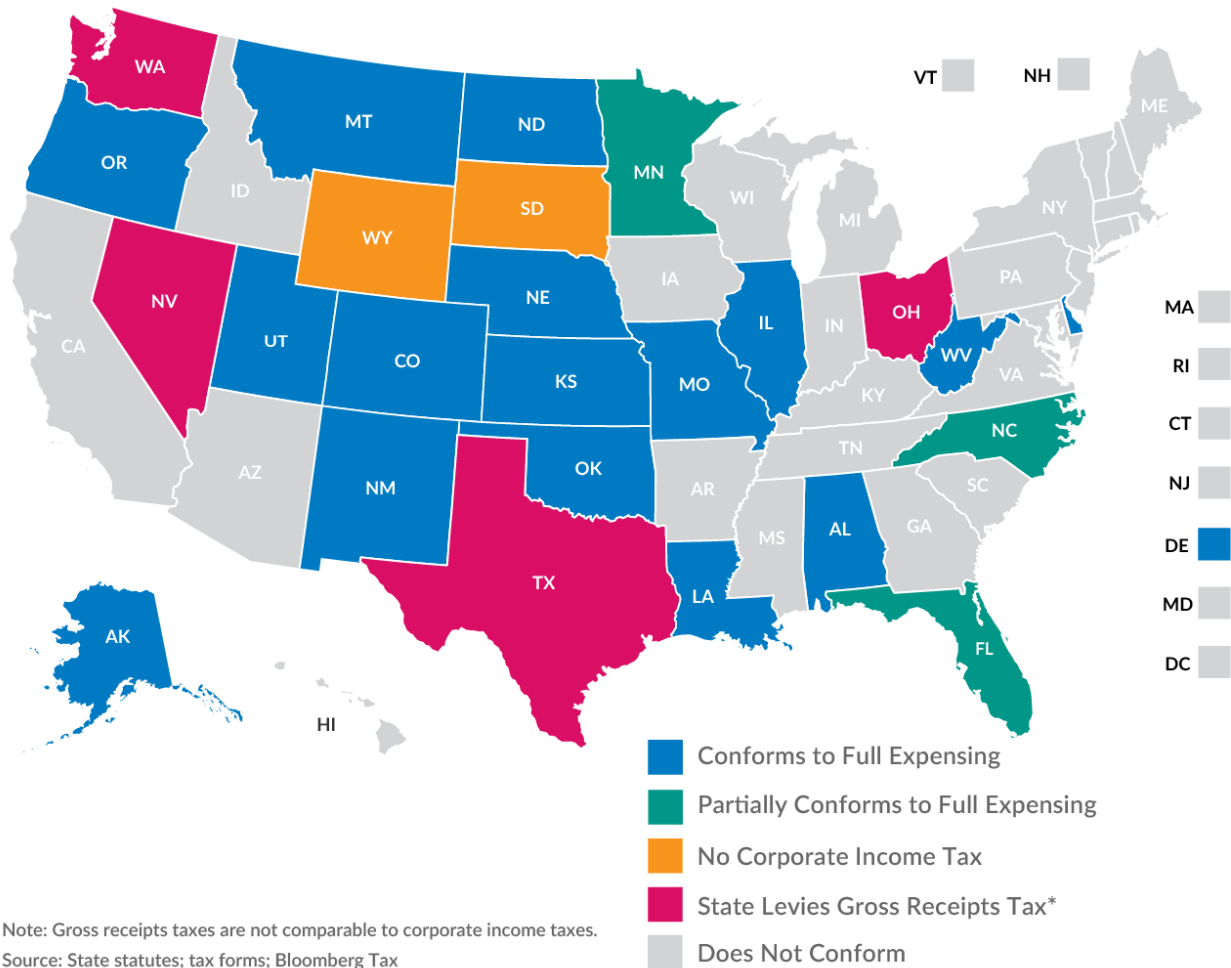 WA
VT
NH
ME
MT
ND
OR
MN
ID
WI
SD
NY
MI
WY
IA
PA
NE
NV
MA
OH
IL
IN
UT
CA
WV
CO
RI
VA
KS
MO
KY
CT
NC
TN
AZ
OK
NM
AR
SC
NJ
GA
AL
MS
DE
TX
LA
MD
AK
FL
DC
HI
Conforms to Full Expensing
Partially Conforms to Full Expensing
No Corporate Income Tax
State Levies Gross Receipts Tax*
Does Not Conform
Note: Gross receipts taxes are not comparable to corporate income taxes.
Source: State statutes; tax forms; Bloomberg Tax